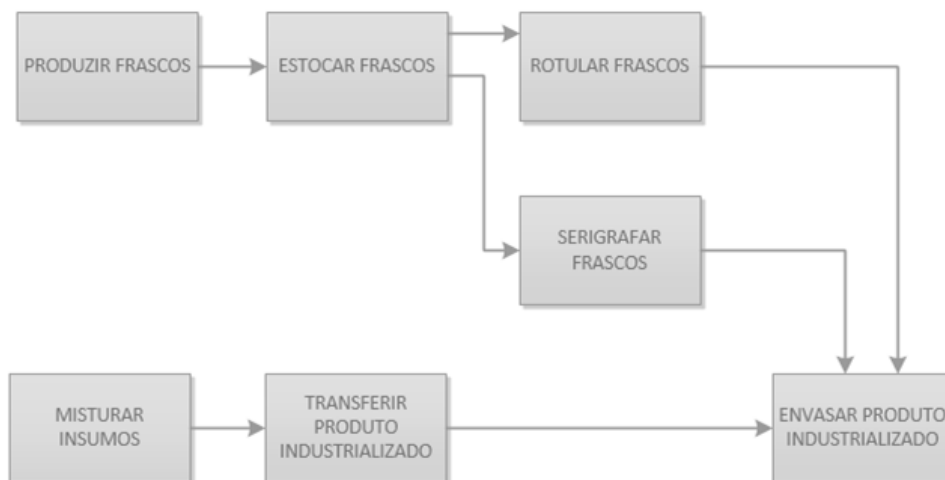 PRODUZIR FRASCOS
ESTOCAR FRASCOS
ROTULAR FRASCOS
SERIGRAFAR
FRASCOS
MISTURAR
INSUMOS
TRANSFERIR
PRODUTO
INDUSTRIALIZADO
ENVASAR PRODUTO
INDUSTRIALIZADO